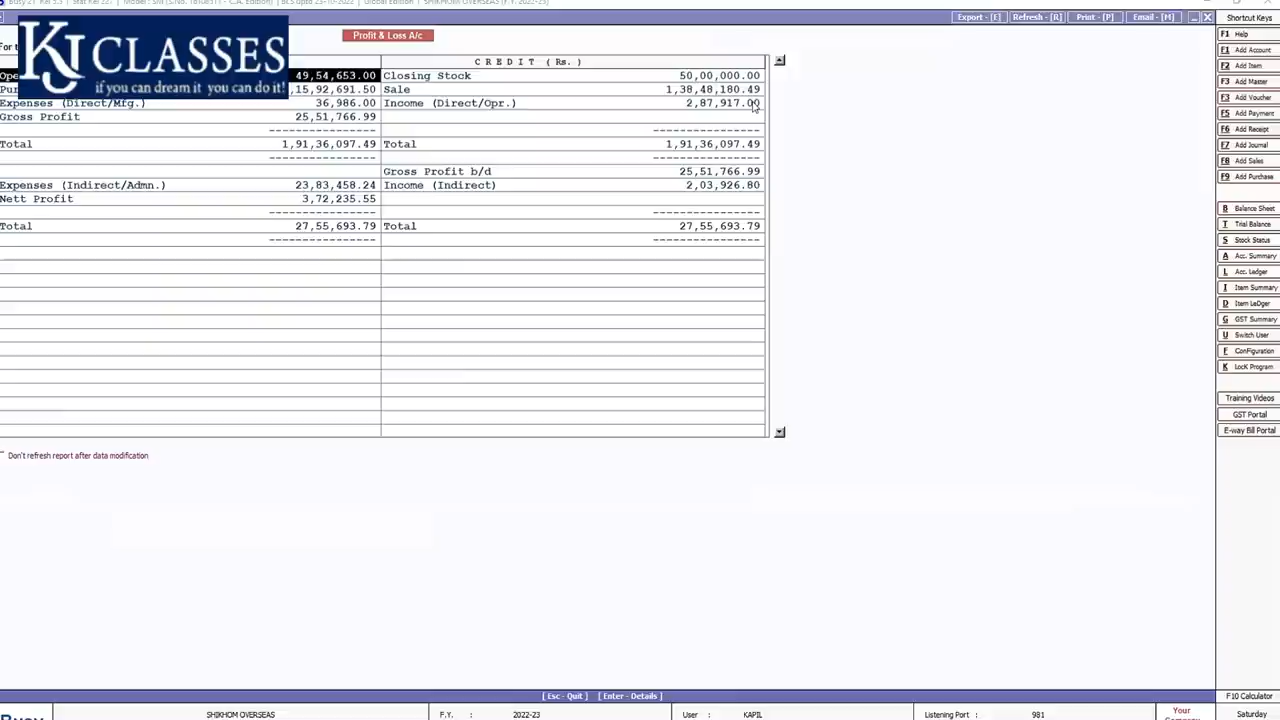 Export - [E] Refresh - [R] Print - [P] Email - [M] Shortcut Keys
KJ CLASSES
if you can dream it you can do it!
Profit & Loss A/c
C R E D I T ( Rs. )
49,54,653.00 Closing Stock 50,00,000.00
,15,92,691.50 Sale 1,38,48,180.49
Expenses (Direct/Mfg.) 36,986.00 Income (Direct/Opr.) 2,87,917.00
Gross Profit 25,51,766.99
Total 1,91,36,097.49 Total 1,91,36,097.49
Gross Profit b/d 25,51,766.99
Expenses (Indirect/Admn.) 23,83,458.24 Income (Indirect) 2,03,926.80
Nett Profit 3,72,235.55
Total 27,55,693.79 Total 27,55,693.79
Don't refresh report after data modification
F1 Help
F1 Add Account
F2 Add Item
F3 Add Master
F3 Add Voucher
F5 Add Payment
F6 Add Receipt
F7 Add Journal
F8 Add Sales
F9 Add Purchase
B Balance Sheet
T Trial Balance
S Stock Status
A Acc. Summary
L Acc. Ledger
I Item Summary
D Item LeDger
G GST Summary
U Switch User
F ConFiguration
K LocK Program
Training Videos
GST Portal
E-way Bill Portal
[ Esc - Quit ] [ Enter - Details ] F10 Calculator
SHIKHOM OVERSEAS F.Y. : 2022-23 User : KAPIL Listening Port : 981 Your Saturday